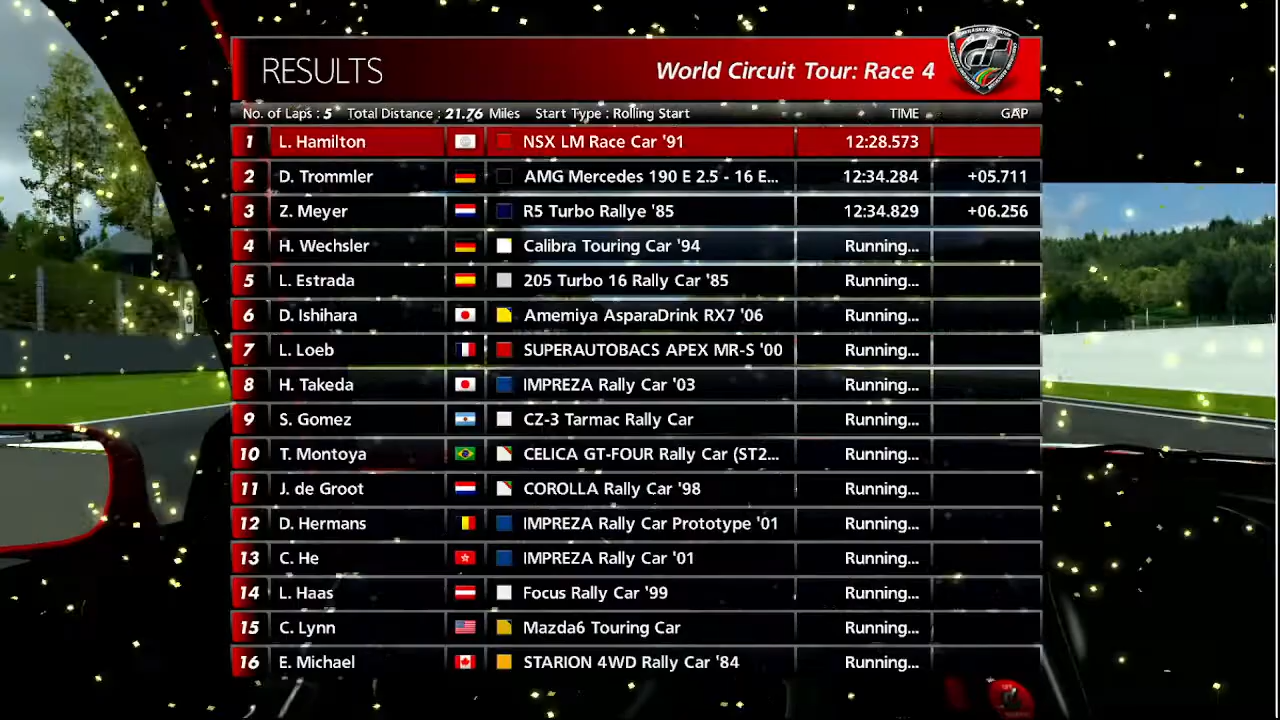 RESULTS
World Circuit Tour: Race 4
No. of Laps : 5 Total Distance : 21.76 Miles Start Type : Rolling Start TIME GAP
1 L. Hamilton NSX LM Race Car '91 12:28.573
2 D. Trommler AMG Mercedes 190 E 2.5 - 16 E... 12:34.284 +05.711
3 Z. Meyer R5 Turbo Rallye '85 12:34.829 +06.256
4 H. Wechsler Calibra Touring Car '94 Running...
5 L. Estrada 205 Turbo 16 Rally Car '85 Running...
6 D. Ishihara Amemiya AsparaDrink RX7 '06 Running...
7 L. Loeb SUPERAUTOBACS APEX MR-S '00 Running...
8 H. Takeda IMPREZA Rally Car '03 Running...
9 S. Gomez CZ-3 Tarmac Rally Car Running...
10 T. Montoya CELICA GT-FOUR Rally Car (ST2... Running...
11 J. de Groot COROLLA Rally Car '98 Running...
12 D. Hermans IMPREZA Rally Car Prototype '01 Running...
13 C. He IMPREZA Rally Car '01 Running...
14 L. Haas Focus Rally Car '99 Running...
15 C. Lynn Mazda6 Touring Car Running...
16 E. Michael STARION 4WD Rally Car '84 Running...